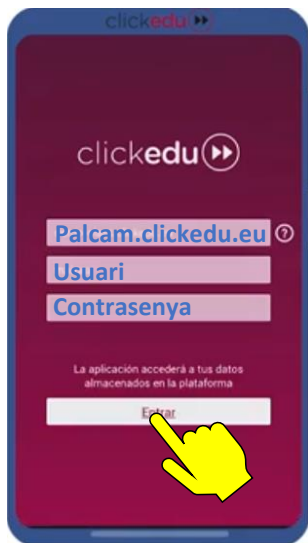 clickedu
clickedu
Palcam.clickedu.eu ?
Usuari
Contrasenya
La aplicación accederá a tus datos
almacenados en la plataforma
Entrar